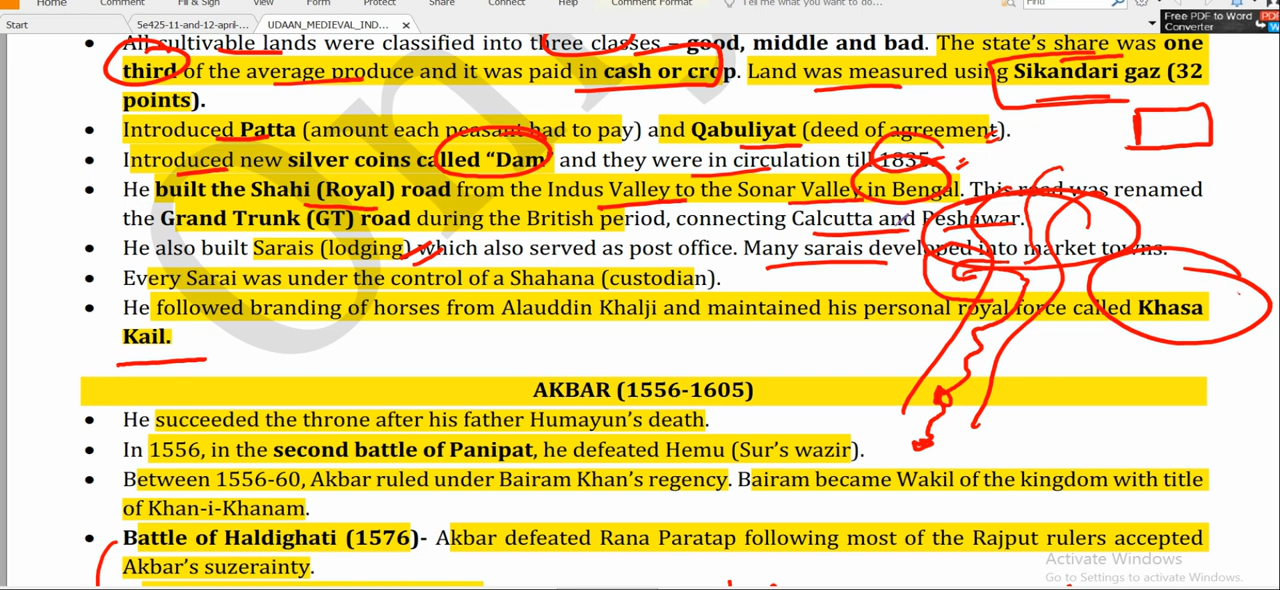 Home Comment Fill & Sign View Form Protect Share Connect Help Comment Format Tell me what you want to do... Find
Start 5e425-11-and-12-april-... UDAAN_MEDIEVAL_IND... × Free PDF to Word Converter
• All cultivable lands were classified into three classes – good, middle and bad. The state's share was one
third of the average produce and it was paid in cash or crop. Land was measured using Sikandari gaz (32
points).
• Introduced Patta (amount each peasant had to pay) and Qabuliyat (deed of agreement).
• Introduced new silver coins called “Dam” and they were in circulation till 1835.
• He built the Shahi (Royal) road from the Indus Valley to the Sonar Valley in Bengal. This road was renamed
the Grand Trunk (GT) road during the British period, connecting Calcutta and Peshawar.
• He also built Sarais (lodging) which also served as post office. Many sarais developed into market towns.
• Every Sarai was under the control of a Shahana (custodian).
• He followed branding of horses from Alauddin Khalji and maintained his personal royal force called Khasa
Kail.
AKBAR (1556-1605)
• He succeeded the throne after his father Humayun's death.
• In 1556, in the second battle of Panipat, he defeated Hemu (Sur's wazir).
• Between 1556-60, Akbar ruled under Bairam Khan's regency. Bairam became Wakil of the kingdom with title
of Khan-i-Khanam.
• Battle of Haldighati (1576)- Akbar defeated Rana Paratap following most of the Rajput rulers accepted
Akbar's suzerainty.
Activate Windows
Go to Settings to activate Windows.